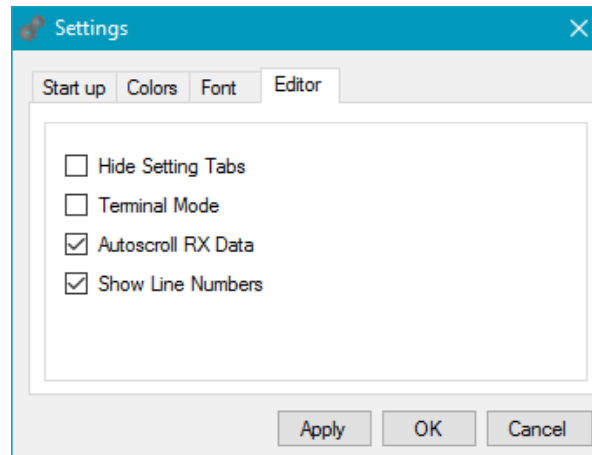 Settings
Start up Colors Font Editor
Hide Setting Tabs
Terminal Mode
Autoscroll RX Data
Show Line Numbers
Apply OK Cancel